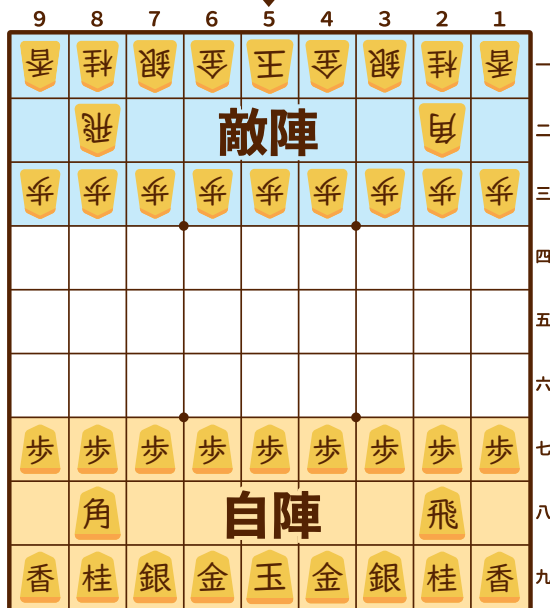 9 8 7 6 5 4 3 2 1
香 桂 銀 金 玉 金 銀 桂 香 一
飛 敵陣 角 二
歩 歩 歩 歩 歩 歩 歩 歩 歩 三
四
五
六
歩 歩 歩 歩 歩 歩 歩 歩 歩 七
角 自陣 飛 八
香 桂 銀 金 玉 金 銀 桂 香 九